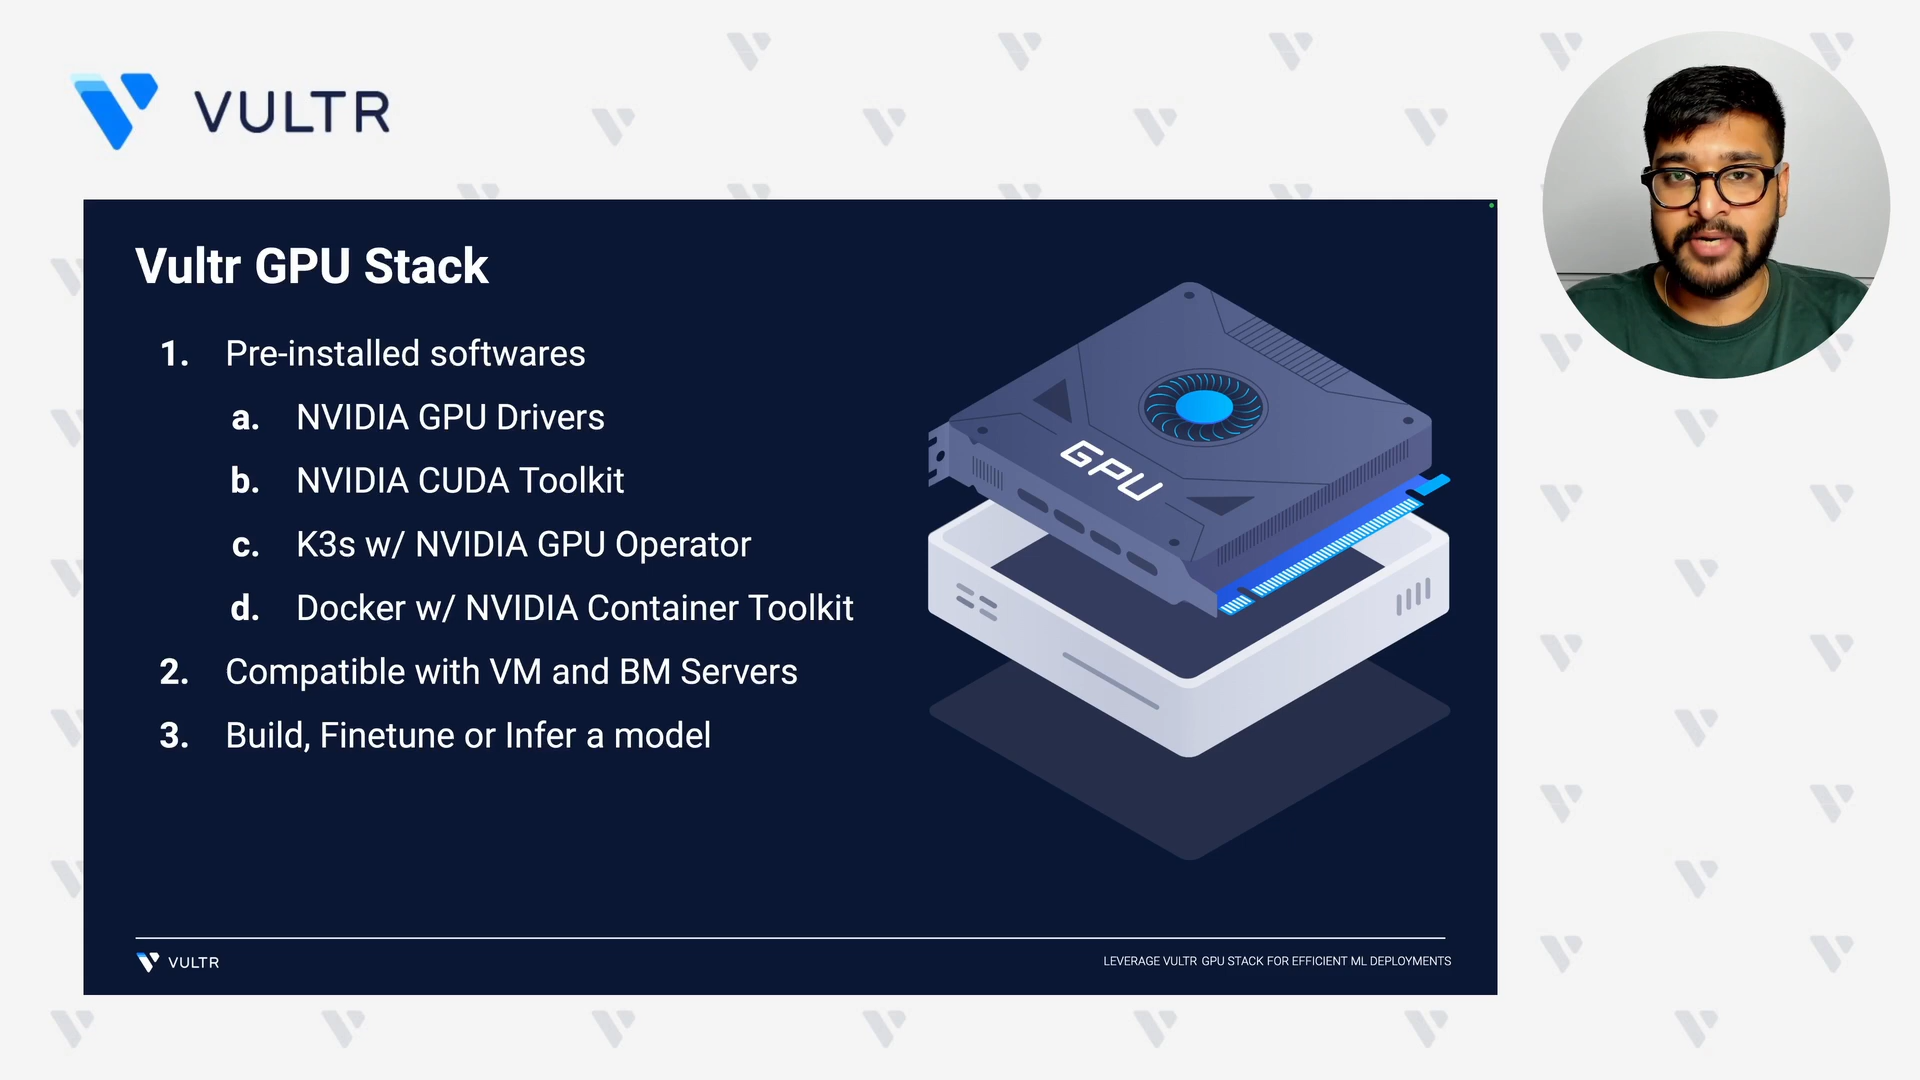 VULTR
Vultr GPU Stack
1. Pre-installed softwares
a. NVIDIA GPU Drivers
b. NVIDIA CUDA Toolkit
c. K3s w/ NVIDIA GPU Operator
d. Docker w/ NVIDIA Container Toolkit
2. Compatible with VM and BM Servers
3. Build, Finetune or Infer a model
GPU
VULTR
LEVERAGE VULTR GPU STACK FOR EFFICIENT ML DEPLOYMENTS